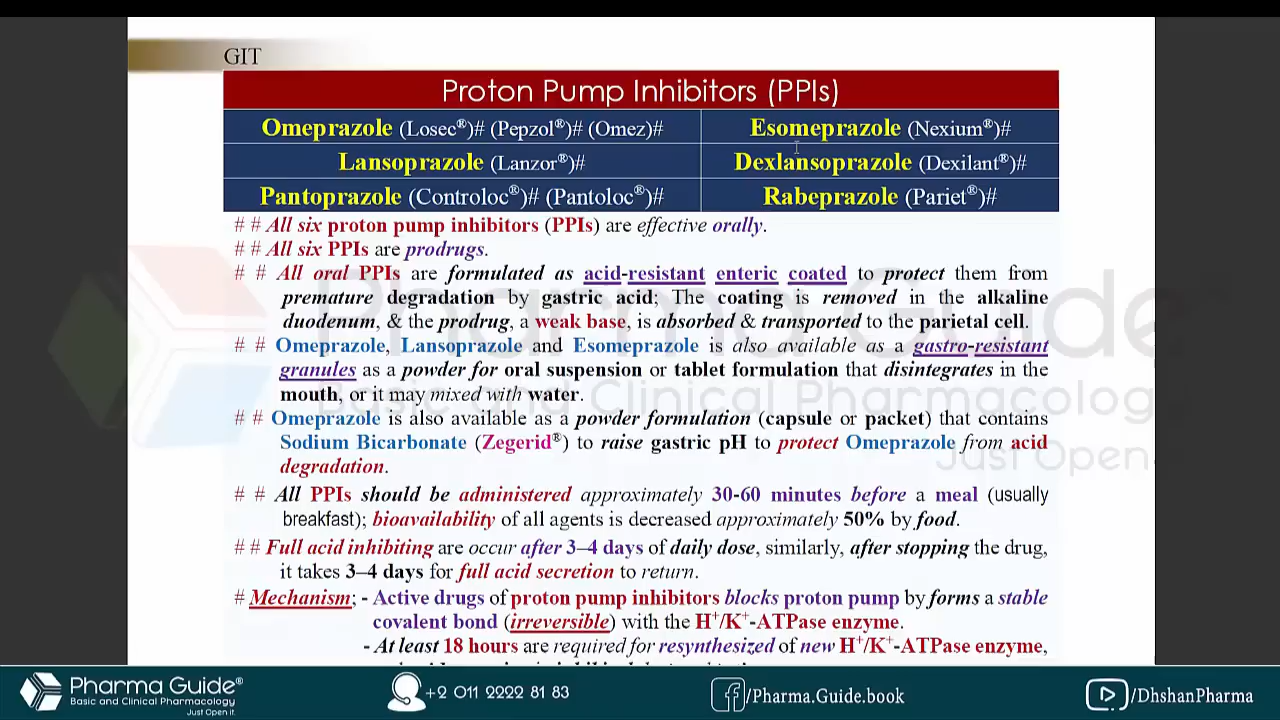 GIT
Proton Pump Inhibitors (PPIs)
Omeprazole (Losec®)# (Pepzol®)# (Omez)#
Esomeprazole (Nexium®)#
Lansoprazole (Lanzor®)#
Dexlansoprazole (Dexilant®)#
Pantoprazole (Controloc®)# (Pantoloc®)#
Rabeprazole (Pariet®)#
# # All six proton pump inhibitors (PPIs) are effective orally.
# # All six PPIs are prodrugs.
# # All oral PPIs are formulated as acid-resistant enteric coated to protect them from
premature degradation by gastric acid; The coating is removed in the alkaline
duodenum, & the prodrug, a weak base, is absorbed & transported to the parietal cell.
# # Omeprazole, Lansoprazole and Esomeprazole is also available as a gastro-resistant
granules as a powder for oral suspension or tablet formulation that disintegrates in the
mouth, or it may mixed with water.
# # Omeprazole is also available as a powder formulation (capsule or packet) that contains
Sodium Bicarbonate (Zegerid®) to raise gastric pH to protect Omeprazole from acid
degradation.
# # All PPIs should be administered approximately 30-60 minutes before a meal (usually
breakfast); bioavailability of all agents is decreased approximately 50% by food.
# # Full acid inhibiting are occur after 3–4 days of daily dose, similarly, after stopping the drug,
it takes 3–4 days for full acid secretion to return.
# Mechanism; - Active drugs of proton pump inhibitors blocks proton pump by forms a stable
covalent bond (irreversible) with the H+/K+-ATPase enzyme.
- At least 18 hours are required for resynthesized of new H+/K+-ATPase enzyme,
Pharma Guide
Basic and Clinical Pharmacology
Just Open
Pharma Guide®
Basic and Clinical Pharmacology
Just Open it.
+2 011 2222 81 83
/Pharma.Guide.book
/DhshanPharma